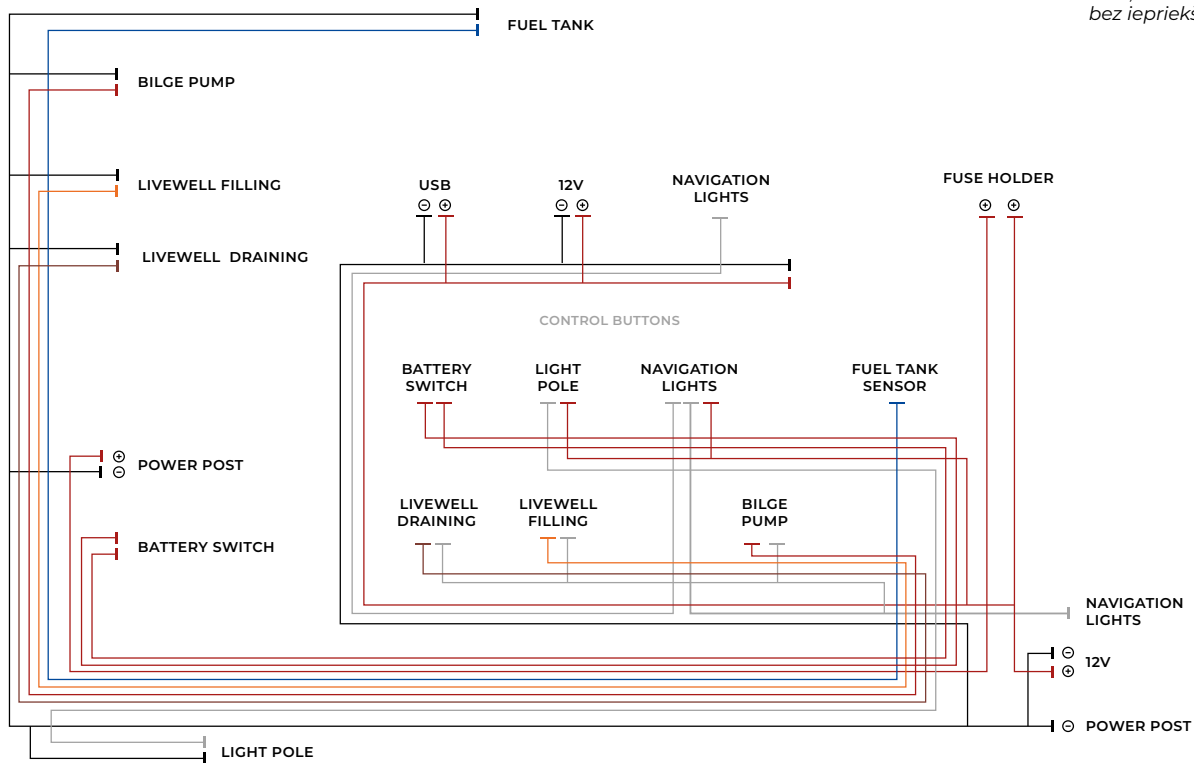 bez
FUEL TANK
BILGE PUMP
LIVEWELL FILLING
USB
12V
NAVIGATION
LIGHTS
FUSE HOLDER
LIVEWELL DRAINING
CONTROL BUTTONS
BATTERY
SWITCH
LIGHT
POLE
NAVIGATION
LIGHTS
FUEL TANK
SENSOR
POWER POST
LIVEWELL
DRAINING
LIVEWELL
FILLING
BILGE
PUMP
BATTERY SWITCH
NAVIGATION
LIGHTS
12V
POWER POST
LIGHT POLE